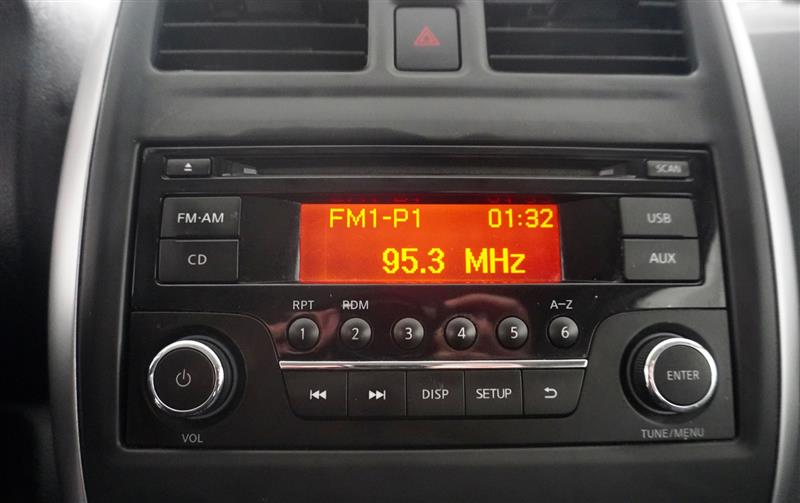 SCAN
FM·AM
FM1-P1 01:32
USB
CD
95.3 MHz
AUX
RPT RDM A-Z
1 2 3 4 5 6
ENTER
DISP SETUP
VOL
TUNE/MENU